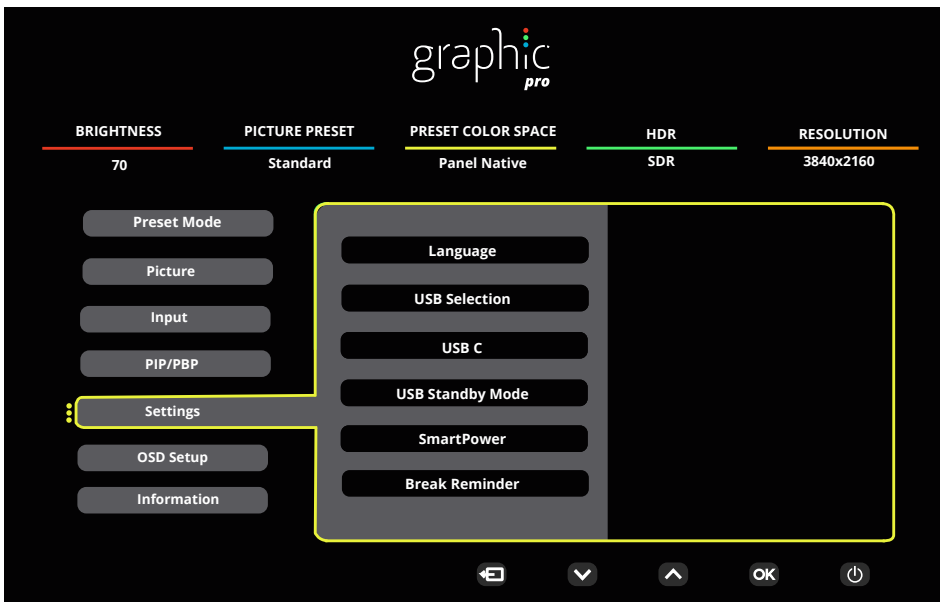 graphic
pro
BRIGHTNESS PICTURE PRESET PRESET COLOR SPACE HDR RESOLUTION
70 Standard Panel Native SDR 3840x2160
Preset Mode
Picture
Input
PIP/PBP
Settings
OSD Setup
Information
Language
USB Selection
USB C
USB Standby Mode
SmartPower
Break Reminder
OK